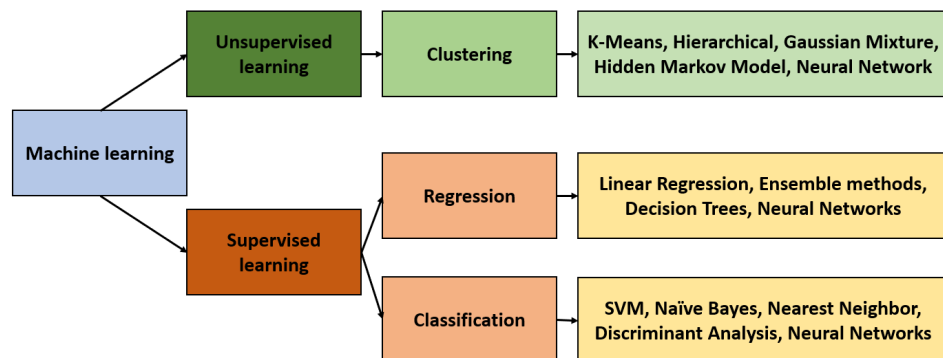 Unsupervised
learning
Clustering
K-Means, Hierarchical, Gaussian Mixture,
Hidden Markov Model, Neural Network
Machine learning
Regression
Linear Regression, Ensemble methods,
Decision Trees, Neural Networks
Supervised
learning
Classification
SVM, Naïve Bayes, Nearest Neighbor,
Discriminant Analysis, Neural Networks